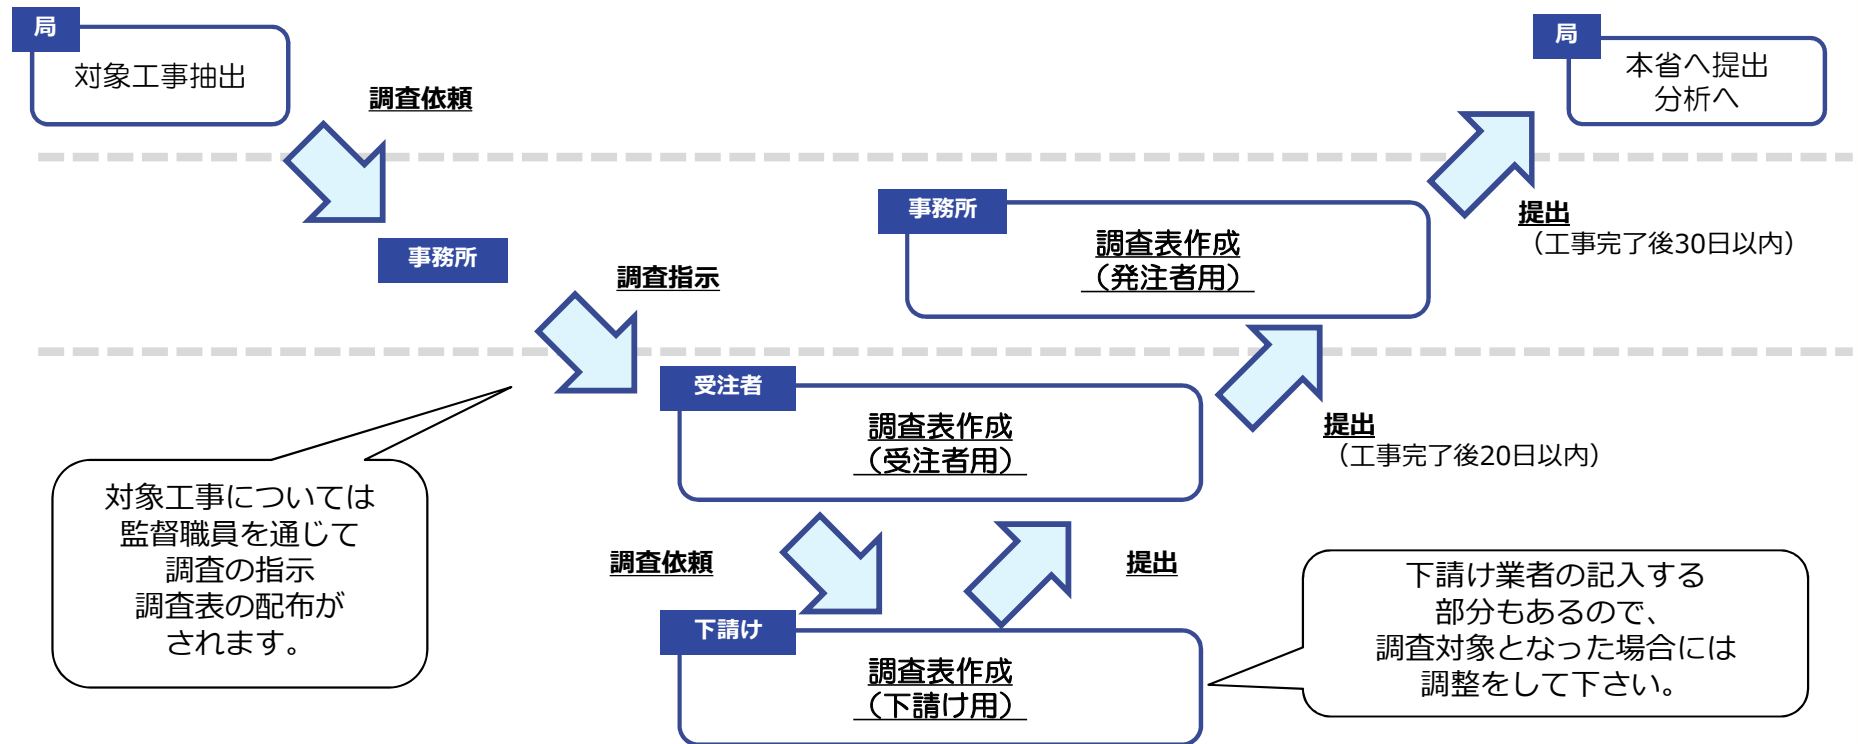 局
対象工事抽出
調査依頼
局
本省へ提出
分析へ
事務所
調査指示
事務所
調査表作成
（発注者用）
提出
（工事完了後30日以内）
受注者
調査表作成
（受注者用）
提出
（工事完了後20日以内）
対象工事については
監督職員を通じて
調査の指示
調査表の配布が
されます。
調査依頼
提出
下請け
調査表作成
（下請け用）
下請け業者の記入する
部分もあるので、
調査対象となった場合には
調整をして下さい。